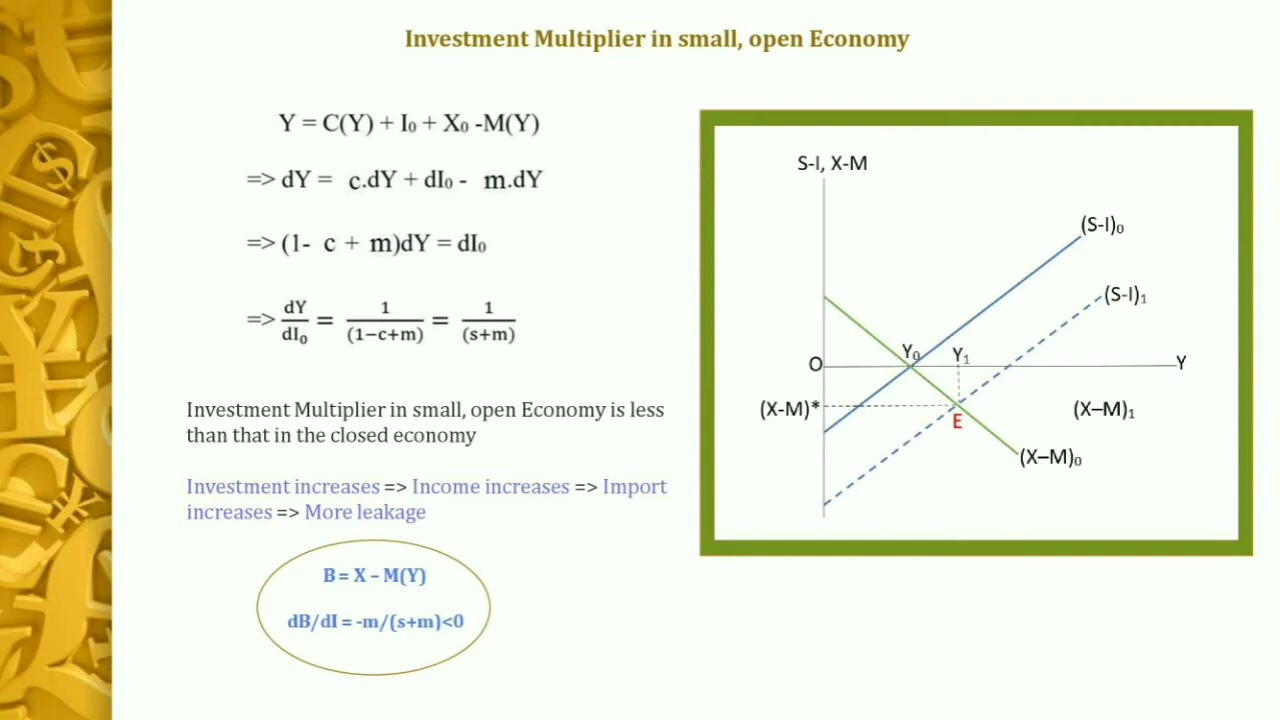 Investment Multiplier in small, open Economy
Y = C(Y) + I₀ + X₀ -M(Y)
=> dY = c.dY + dI₀ - m.dY
=> (1- c + m)dY = dI₀
=> dY/dI₀ = 1/(1−c+m) = 1/(s+m)
Investment Multiplier in small, open Economy is less
than that in the closed economy
Investment increases => Income increases => Import
increases => More leakage
B = X – M(Y)
dB/dI = -m/(s+m)<0
S-I, X-M
(S-I)₀
(S-I)₁
Y₀
Y₁
O
Y
(X-M)*
E
(X–M)₁
(X–M)₀